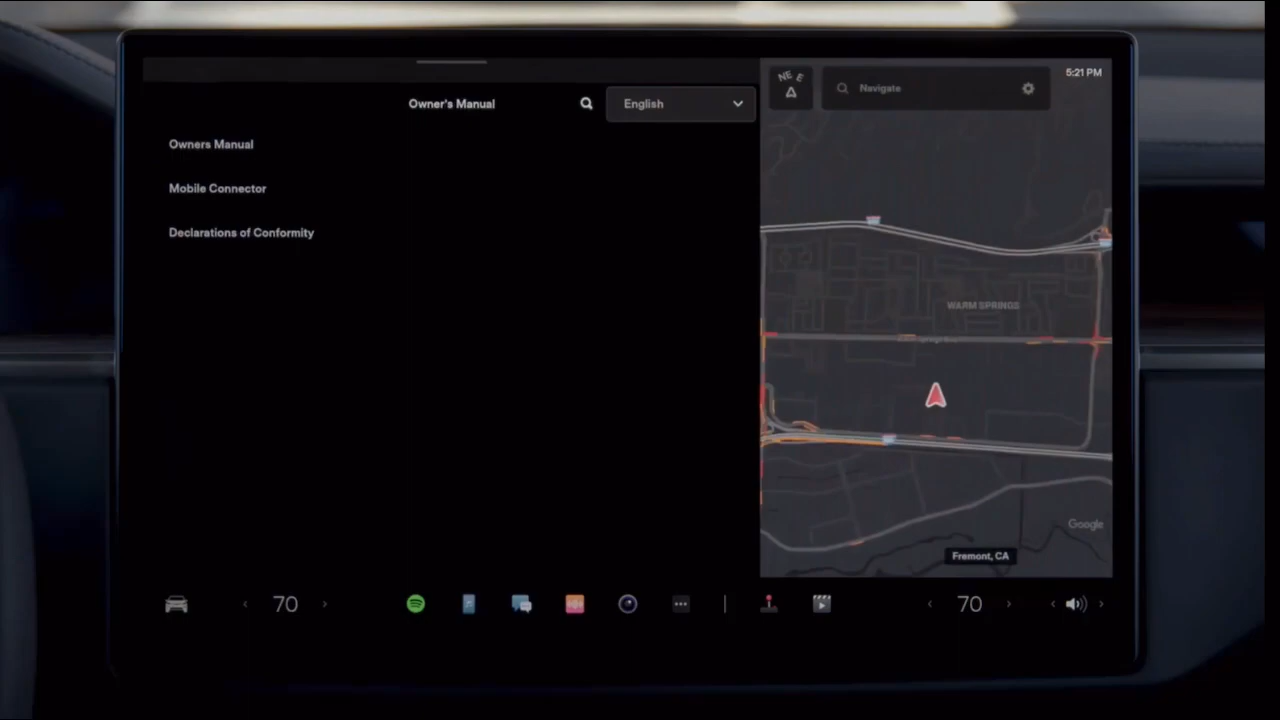 Owner's Manual
English
Owners Manual
Mobile Connector
Declarations of Conformity
NE E
Navigate
5:21 PM
WARM SPRINGS
Google
Fremont, CA
70
70